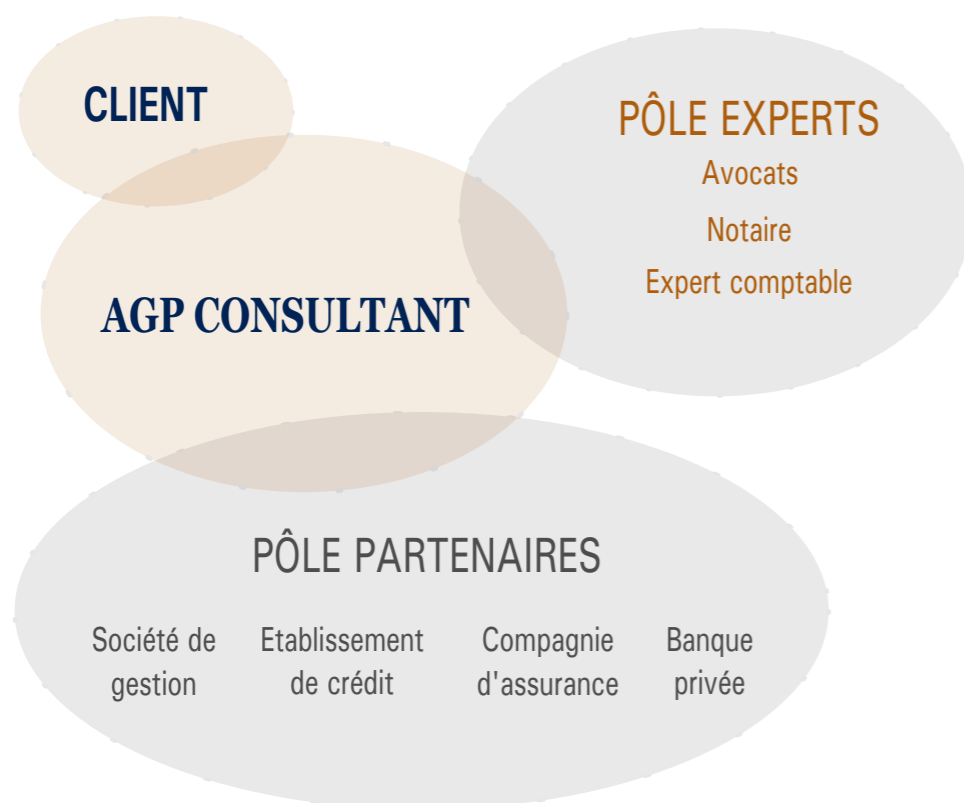 CLIENT
PÔLE EXPERTS
Avocats
Notaire
Expert comptable
AGP CONSULTANT
PÔLE PARTENAIRES
Société de
gestion
Etablissement
de crédit
Compagnie
d'assurance
Banque
privée